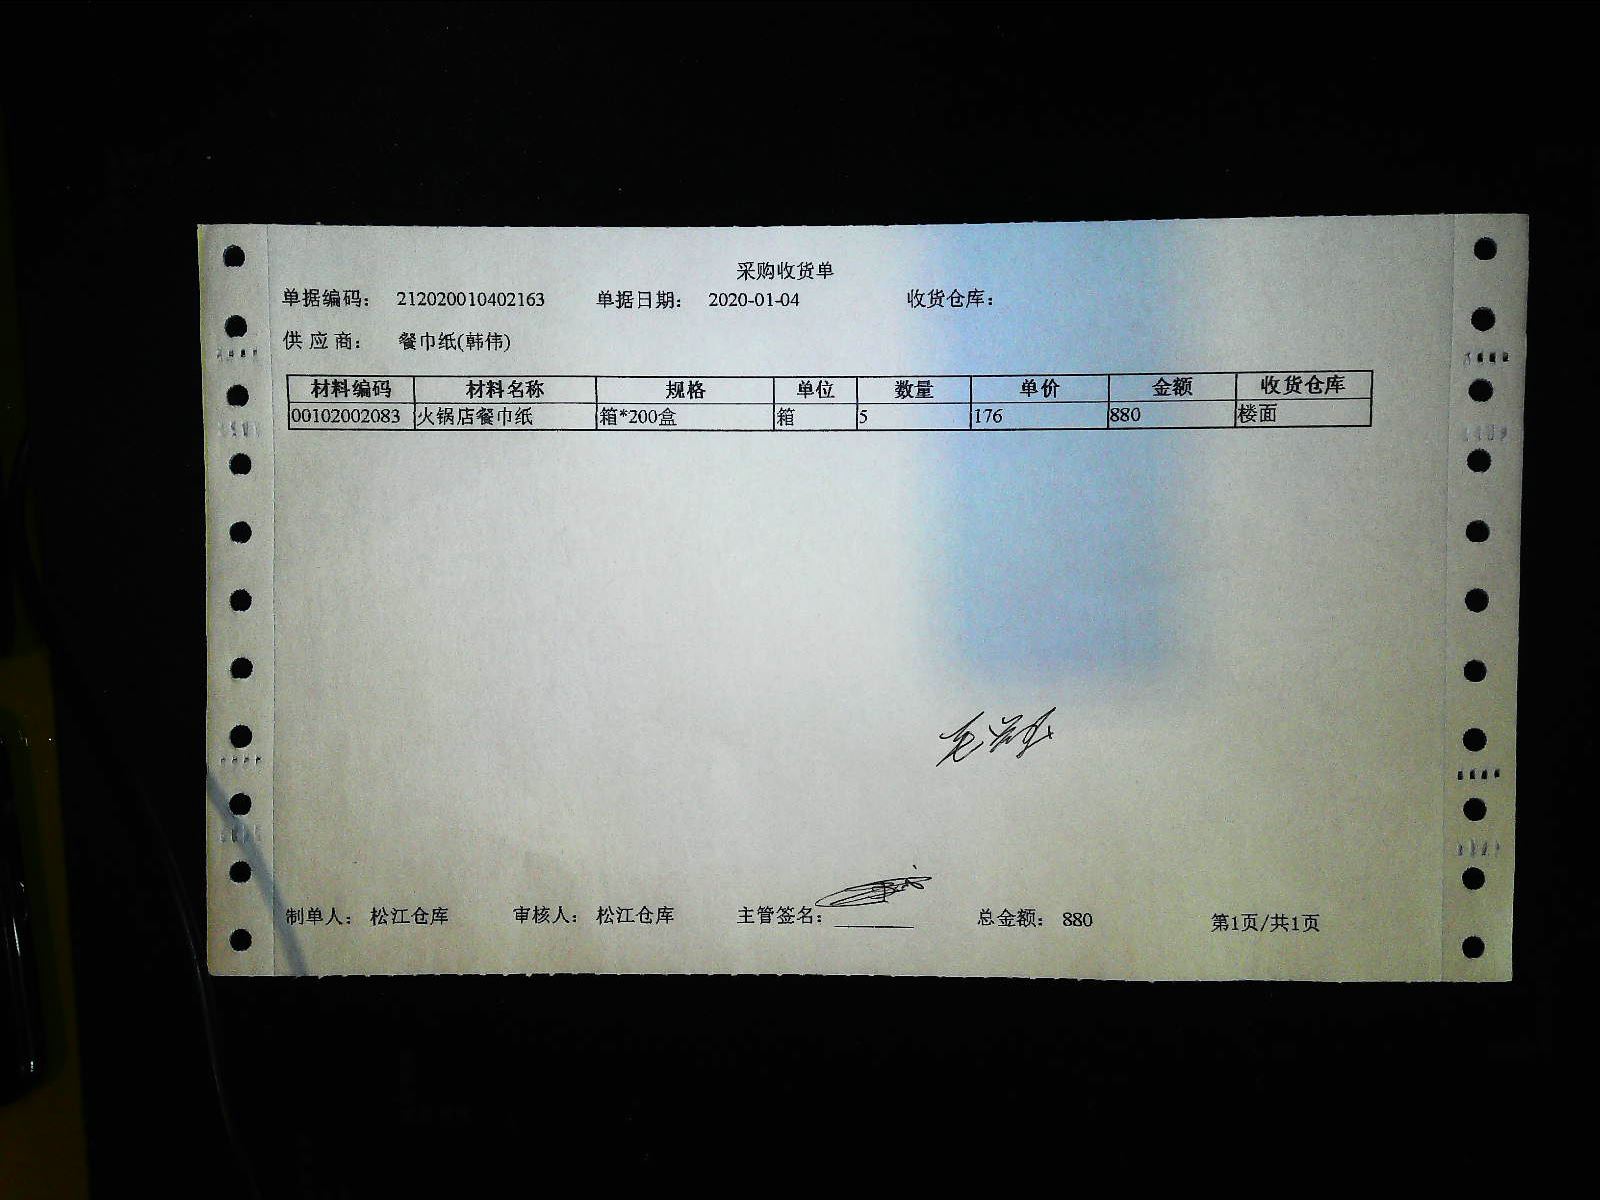 采购收货单
单据编码： 212020010402163 单据日期： 2020-01-04 收货仓库：
供 应 商： 餐巾纸(韩伟)
材料编码 材料名称 规格 单位 数量 单价 金额 收货仓库
00102002083 火锅店餐巾纸 箱*200盒 箱 5 176 880 楼面
制单人： 松江仓库 审核人： 松江仓库 主管签名： 总金额： 880 第1页/共1页